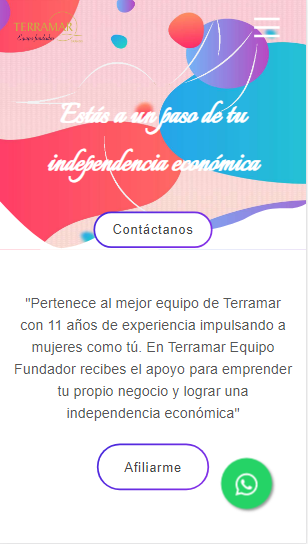 TERRAMAR
Estás a un paso de tu
independencia económica
Contáctanos
"Pertenece al mejor equipo de Terramar
con 11 años de experiencia impulsando a
mujeres como tú. En Terramar Equipo
Fundador recibes el apoyo para emprender
tu propio negocio y lograr una
independencia económica"
Afiliarme